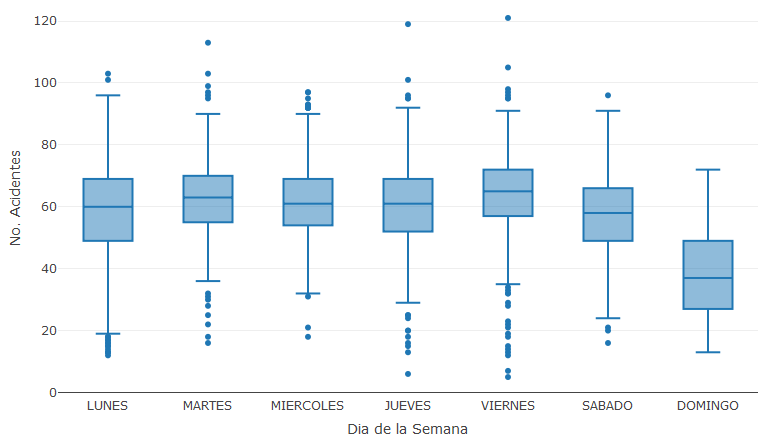 120
100
80
60
40
20
0
No. Acidentes
LUNES MARTES MIERCOLES JUEVES VIERNES SABADO DOMINGO
Dia de la Semana